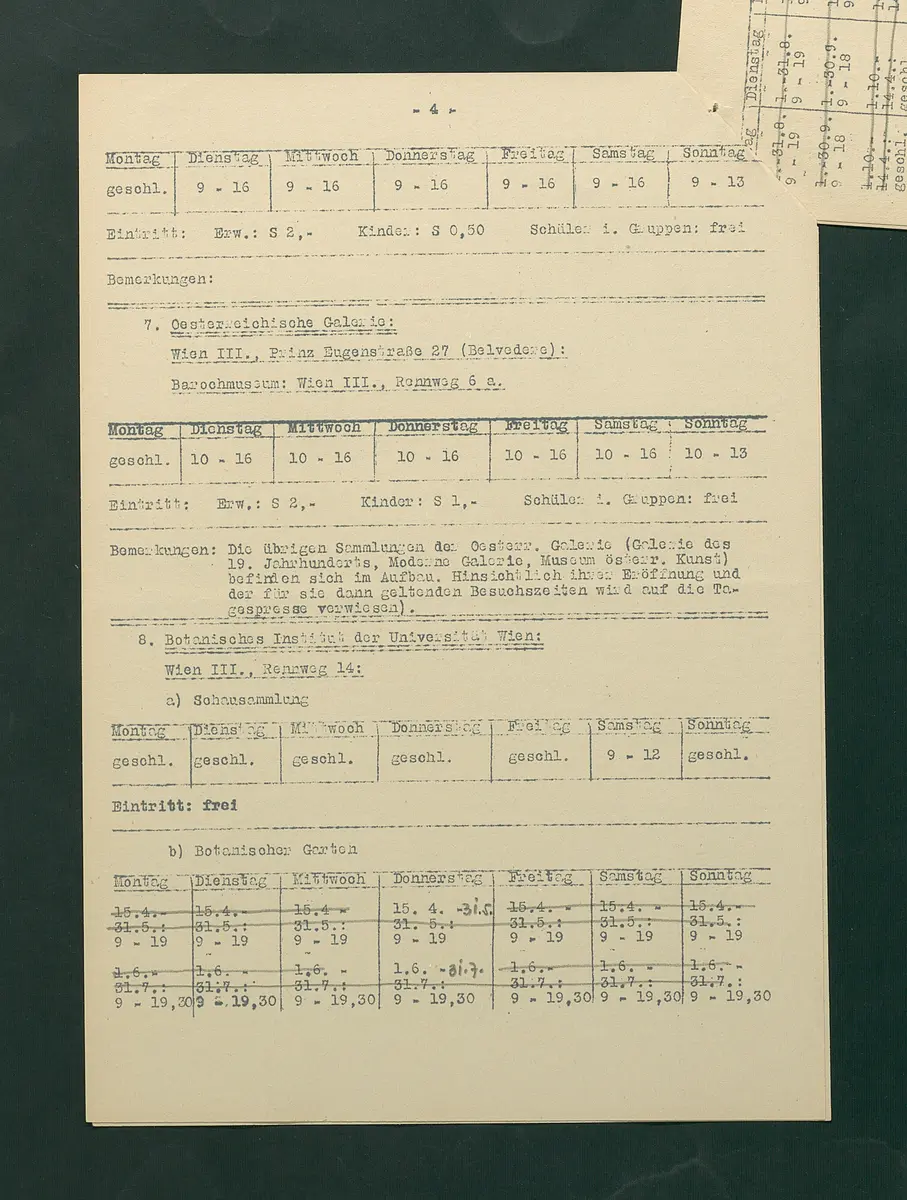 - 4 -
Montag Dienstag Mittwoch Donnerstag Freitag Samstag Sonntag
geschl. 9 - 16 9 - 16 9 - 16 9 - 16 9 - 16 9 - 13
Eintritt: Erw.: S 2,- Kinder: S 0,50 Schüler i. Gruppen: frei
Bemerkungen:
7. Oesterreichische Galerie:
Wien III., Prinz Eugenstraße 27 (Belvedere):
Barochmuseum: Wien III., Rennweg 6 a.
Montag Dienstag Mittwoch Donnerstag Freitag Samstag Sonntag
geschl. 10 - 16 10 - 16 10 - 16 10 - 16 10 - 16 10 - 13
Eintritt: Erw.: S 2,- Kinder: S 1,- Schüler i. Gruppen: frei
Bemerkungen: Die übrigen Sammlungen der Oesterr. Galerie (Galerie des
19. Jahrhunderts, Moderne Galerie, Museum österr. Kunst)
befinden sich im Aufbau. Hinsichtlich ihrer Eröffnung und
der für sie dann geltenden Besuchszeiten wird auf die Ta-
gespresse verwiesen).
8. Botanisches Institut der Universität Wien:
Wien III., Rennweg 14:
a) Schausammlung
Montag Dienstag Mittwoch Donnerstag Freitag Samstag Sonntag
geschl. geschl. geschl. geschl. geschl. 9 - 12 geschl.
Eintritt: frei
b) Botanischer Garten
Montag Dienstag Mittwoch Donnerstag Freitag Samstag Sonntag
15.4.- 15.4.- 15.4 - 15. 4. -31.5. 15.4. - 15.4. - 15.4.-
31.5.: 31.5.: 31.5.: 31. 5.: 31.5.: 31.5.: 31.5.:
9 - 19 9 - 19 9 - 19 9 - 19 9 - 19 9 - 19 9 - 19
1.6.- 1.6. - 1.6. - 1.6. -31.7. 1.6.- 1.6. - 1.6. -
31.7.: 31.7.: 31.7.: 31.7.: 31.7.: 31.7.: 31.7.:
9 - 19,30 9 - 19,30 9 - 19,30 9 - 19,30 9 - 19,30 9 - 19,30 9 - 19,30
Dienstag
1.-31.8.
9 - 19
1.-30.9.
9 - 18
1.10.-
14.4.:
geschl.